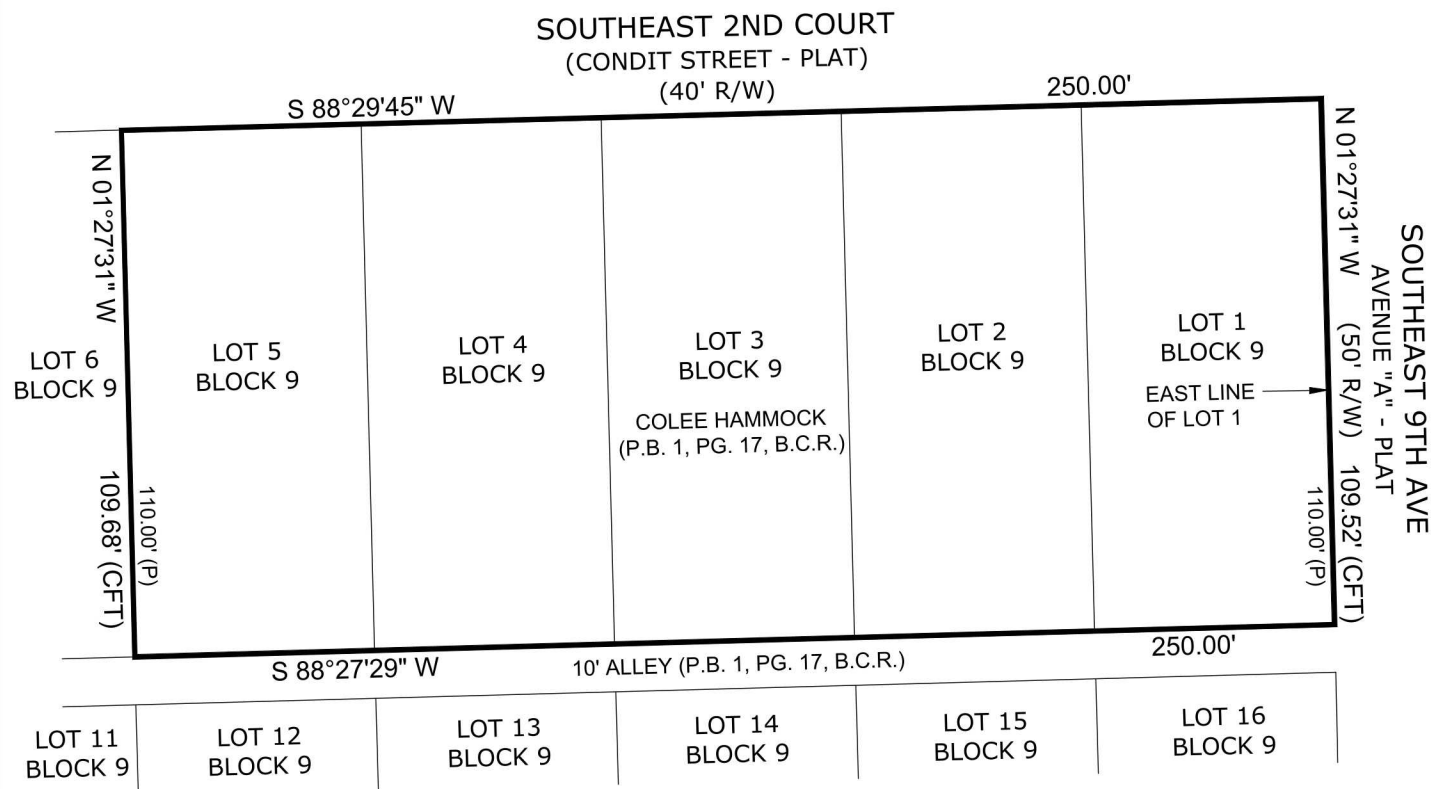 SOUTHEAST 2ND COURT
(CONDIT STREET - PLAT)
(40' R/W)
S 88°29'45" W
250.00'
N 01°27'31" W
109.68' (CFT)
110.00' (P)
LOT 6
BLOCK 9
LOT 5
BLOCK 9
LOT 4
BLOCK 9
LOT 3
BLOCK 9
COLEE HAMMOCK
(P.B. 1, PG. 17, B.C.R.)
LOT 2
BLOCK 9
LOT 1
BLOCK 9
EAST LINE
OF LOT 1
110.00' (P)
N 01°27'31" W (50' R/W) 109.52' (CFT)
AVENUE "A" - PLAT
SOUTHEAST 9TH AVE
S 88°27'29" W
10' ALLEY (P.B. 1, PG. 17, B.C.R.)
250.00'
LOT 11
BLOCK 9
LOT 12
BLOCK 9
LOT 13
BLOCK 9
LOT 14
BLOCK 9
LOT 15
BLOCK 9
LOT 16
BLOCK 9